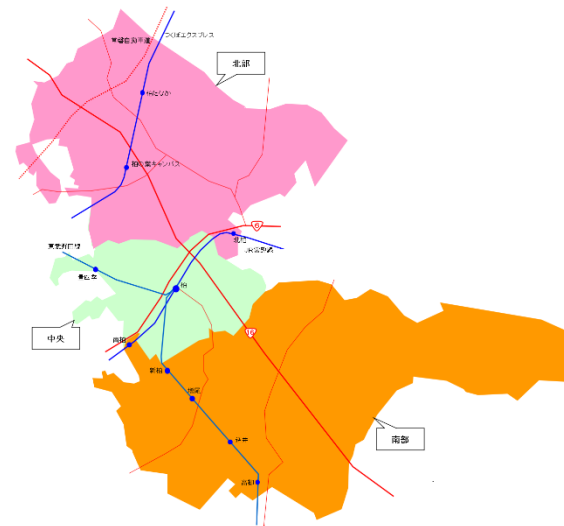 常磐自動車道
つくばエクスプレス
北部
柏たなか
柏の葉キャンパス
6
東武野田線
北柏
JR常磐線
豊四季
柏
中央
南柏
16
新柏
増尾
逆井
南部
高柳